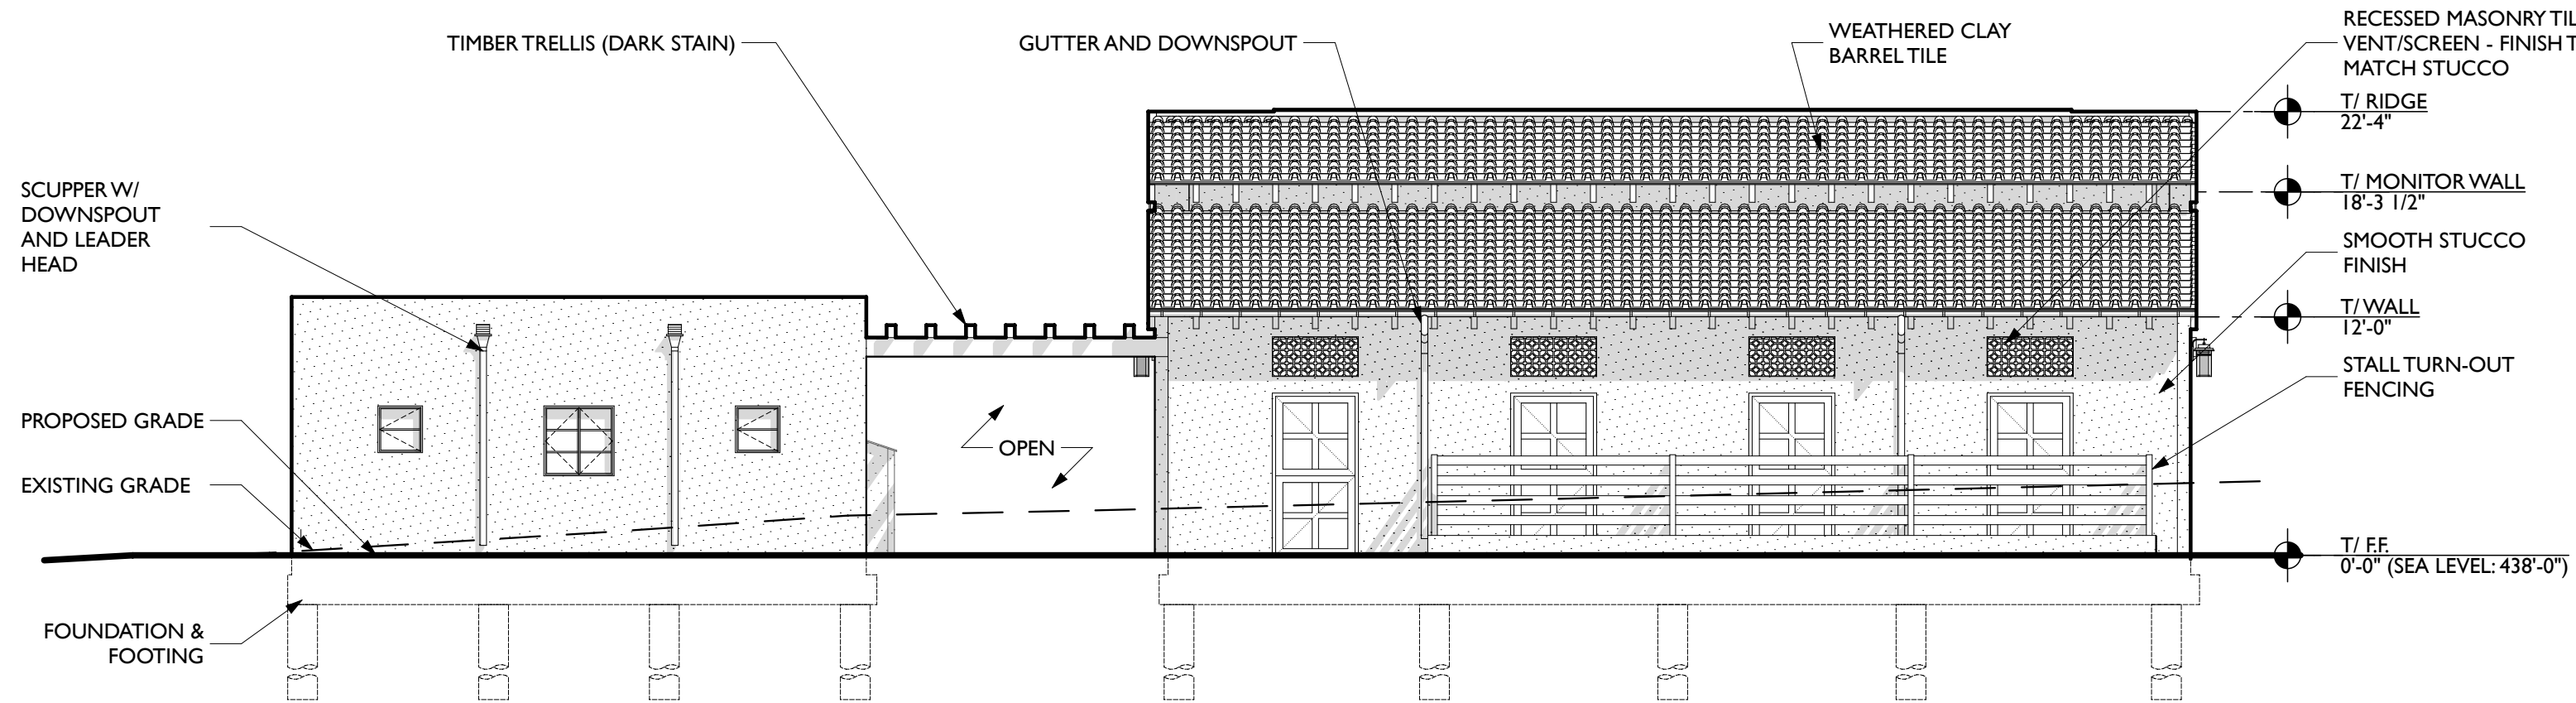 TIMBER TRELLIS (DARK STAIN)
GUTTER AND DOWNSPOUT
WEATHERED CLAY
BARREL TILE
RECESSED MASONRY TIL
VENT/SCREEN - FINISH T
MATCH STUCCO
T/ RIDGE
22'-4"
T/ MONITOR WALL
18'-3 1/2"
SMOOTH STUCCO
FINISH
T/ WALL
12'-0"
STALL TURN-OUT
FENCING
T/ F.F.
0'-0" (SEA LEVEL: 438'-0")
SCUPPER W/
DOWNSPOUT
AND LEADER
HEAD
PROPOSED GRADE
EXISTING GRADE
OPEN
FOUNDATION &
FOOTING